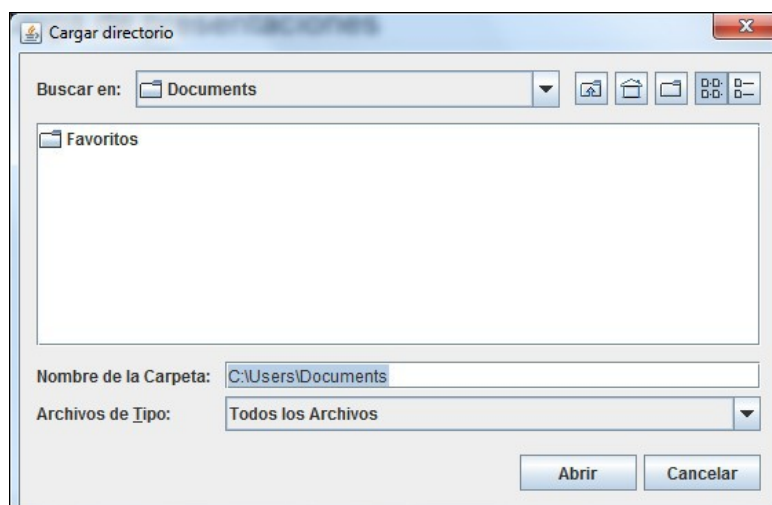 Cargar directorio
Buscar en: Documents
Favoritos
Nombre de la Carpeta: C:\Users\Documents
Archivos de Tipo: Todos los Archivos
Abrir Cancelar